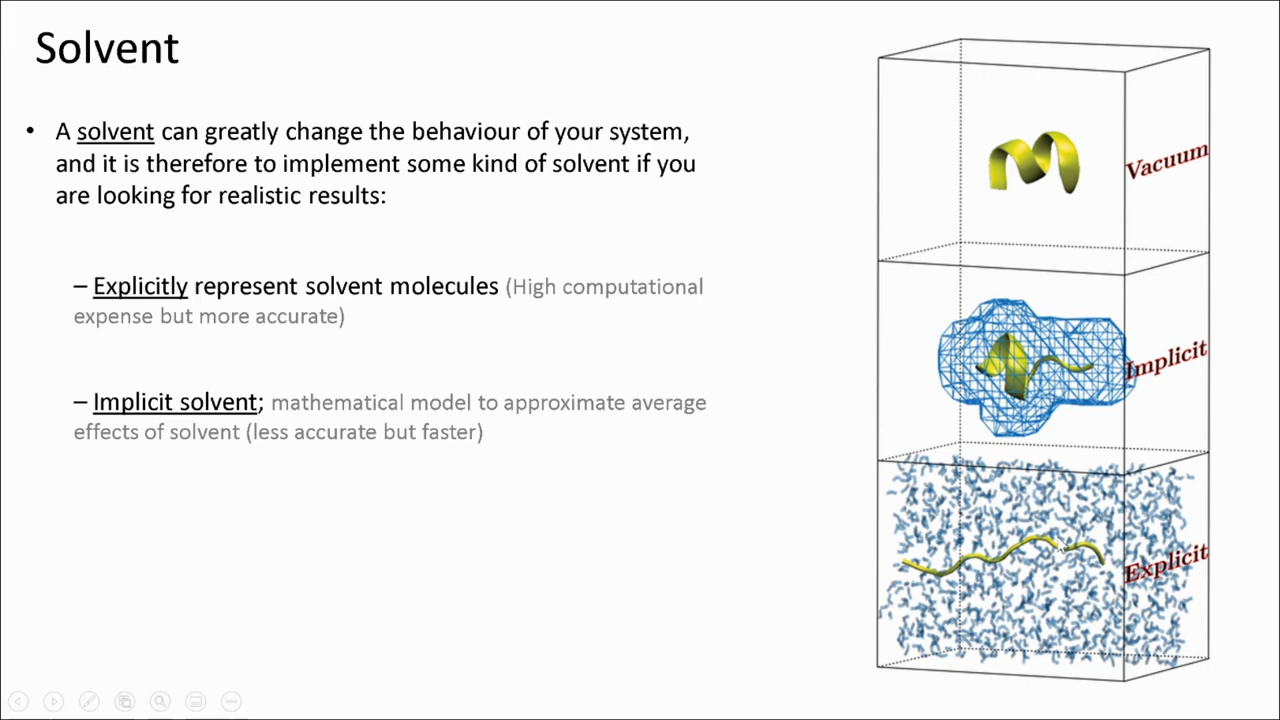 Solvent
• A solvent can greatly change the behaviour of your system,
and it is therefore to implement some kind of solvent if you
are looking for realistic results:
– Explicitly represent solvent molecules (High computational
expense but more accurate)
– Implicit solvent; mathematical model to approximate average
effects of solvent (less accurate but faster)
Vacuum
Implicit
Explicit